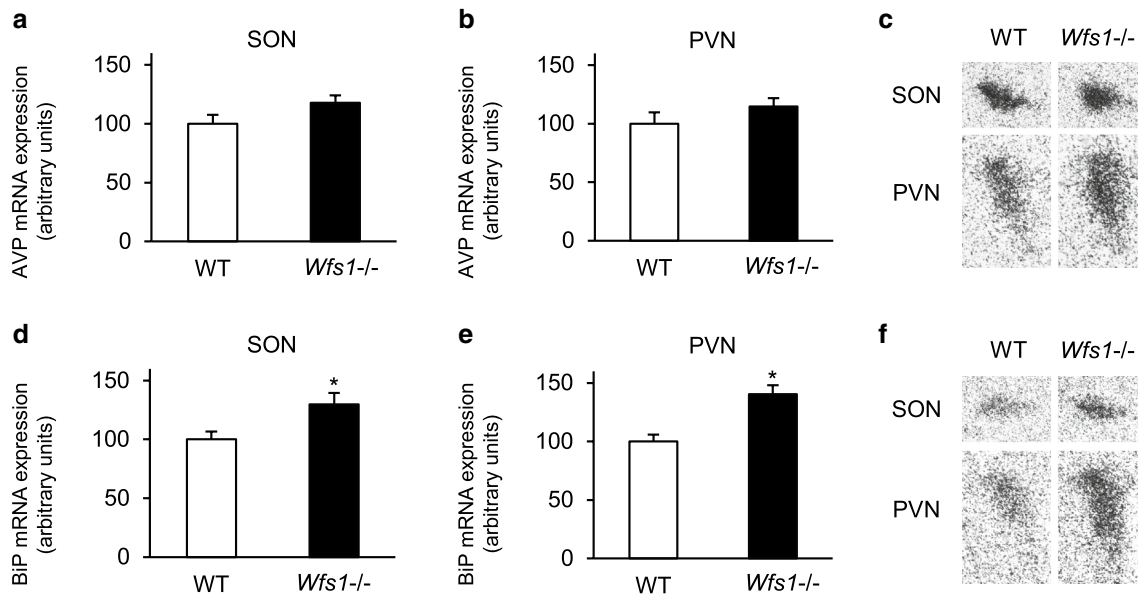 a
SON
AVP mRNA expression
(arbitrary units)
150
100
50
0
WT
Wfs1-/-
b
PVN
AVP mRNA expression
(arbitrary units)
150
100
50
0
WT
Wfs1-/-
c
WT
Wfs1-/-
SON
PVN
d
SON
BiP mRNA expression
(arbitrary units)
150
100
50
0
*
WT
Wfs1-/-
e
PVN
BiP mRNA expression
(arbitrary units)
150
100
50
0
*
WT
Wfs1-/-
f
WT
Wfs1-/-
SON
PVN